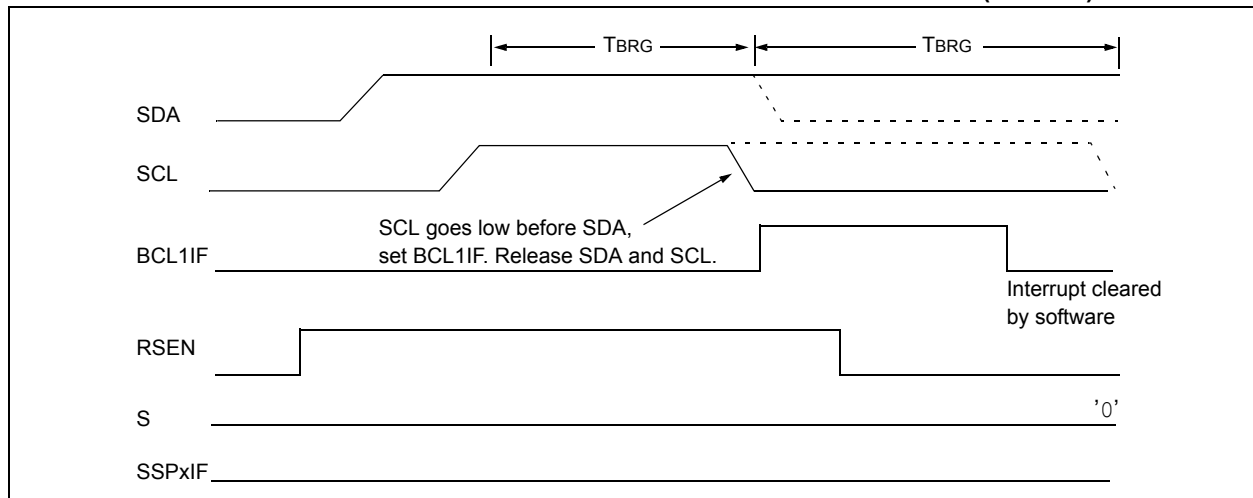 TBRG TBRG
SDA
SCL
SCL goes low before SDA,
set BCL1IF. Release SDA and SCL.
BCL1IF
Interrupt cleared
by software
RSEN
S
'0'
SSPxIF